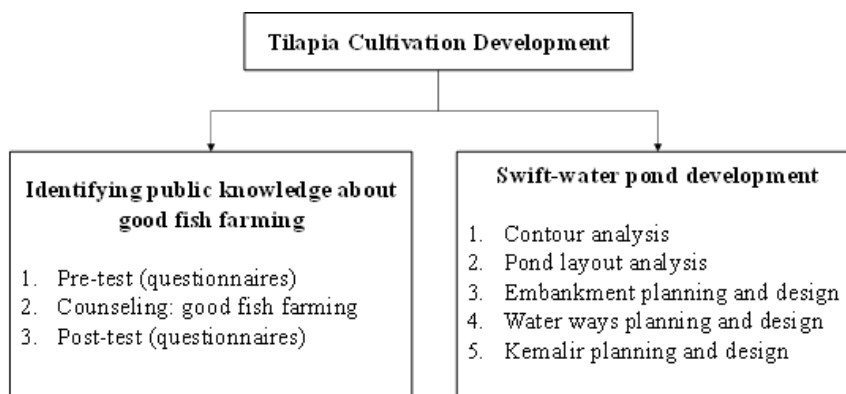 Tilapia Cultivation Development
Identifying public knowledge about
good fish farming
1. Pre-test (questionnaires)
2. Counseling: good fish farming
3. Post-test (questionnaires)
Swift-water pond development
1. Contour analysis
2. Pond layout analysis
3. Embankment planning and design
4. Water ways planning and design
5. Kemalir planning and design